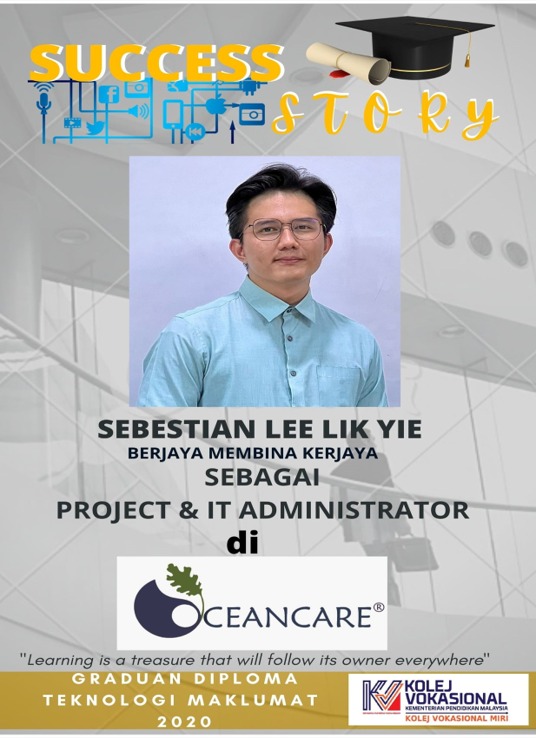 SUCCESS
STORY
SEBESTIAN LEE LIK YIE
BERJAYA MEMBINA KERJAYA
SEBAGAI
PROJECT & IT ADMINISTRATOR
di
OCEANCARE®
"Learning is a treasure that will follow its owner everywhere"
GRADUAN DIPLOMA
TEKNOLOGI MAKLUMAT
2020
KV KOLEJ
VOKASIONAL
KEMENTERIAN PENDIDIKAN MALAYSIA
KOLEJ VOKASIONAL MIRI